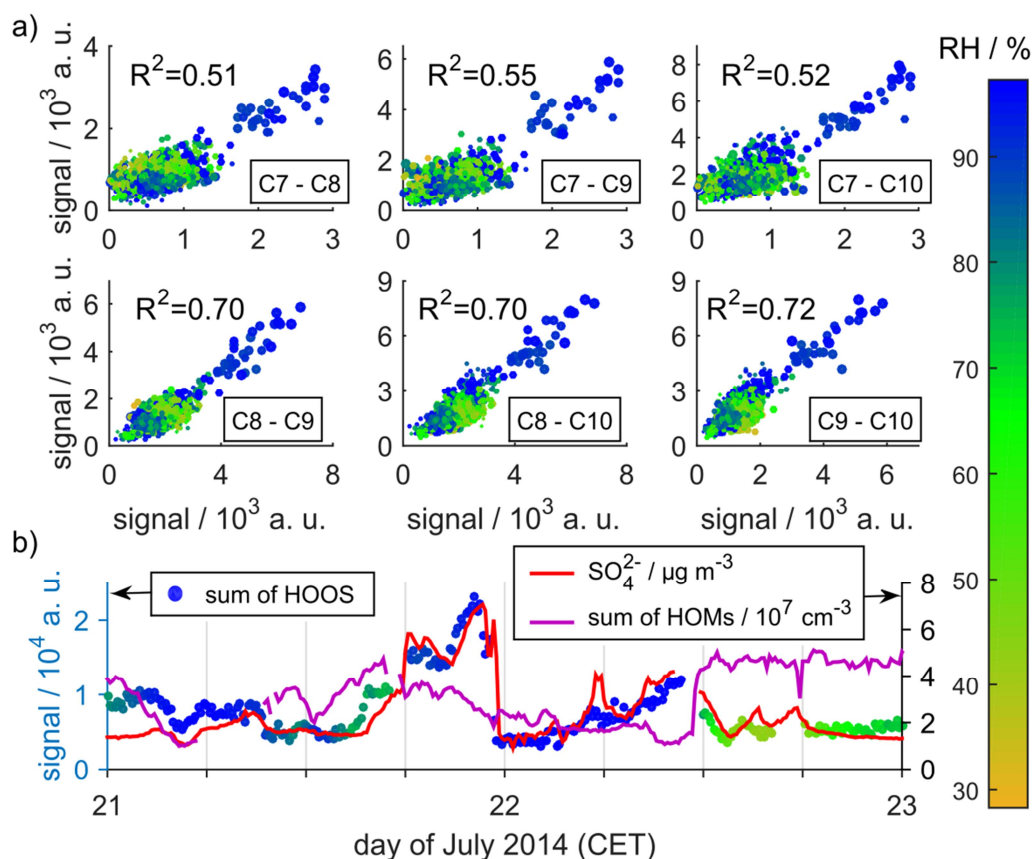 a)
RH / %
signal / 10³ a. u.
4
2
0
R²=0.51
C7 - C8
0 1 2 3
6
4
2
0
R²=0.55
C7 - C9
0 1 2 3
8
6
4
2
0
R²=0.52
C7 - C10
0 1 2 3
signal / 10³ a. u.
6
4
2
0
R²=0.70
C8 - C9
0 4 8
9
6
3
0
R²=0.70
C8 - C10
0 2 4 6 8
9
6
3
0
R²=0.72
C9 - C10
0 2 4 6
signal / 10³ a. u.
signal / 10³ a. u.
signal / 10³ a. u.
90
80
70
60
50
40
30
b)
signal / 10⁴ a. u.
2
1
0
sum of HOOS
SO₄²⁻ / µg m⁻³
sum of HOMs / 10⁷ cm⁻³
8
6
4
2
0
21 22 23
day of July 2014 (CET)